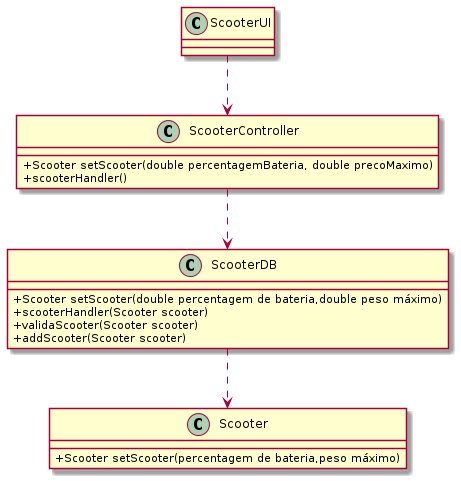 C ScooterUI
C ScooterController
+Scooter setScooter(double percentagemBateria, double precoMaximo)
+scooterHandler()
C ScooterDB
+Scooter setScooter(double percentagem de bateria,double peso máximo)
+scooterHandler(Scooter scooter)
+validaScooter(Scooter scooter)
+addScooter(Scooter scooter)
C Scooter
+Scooter setScooter(percentagem de bateria,peso máximo)